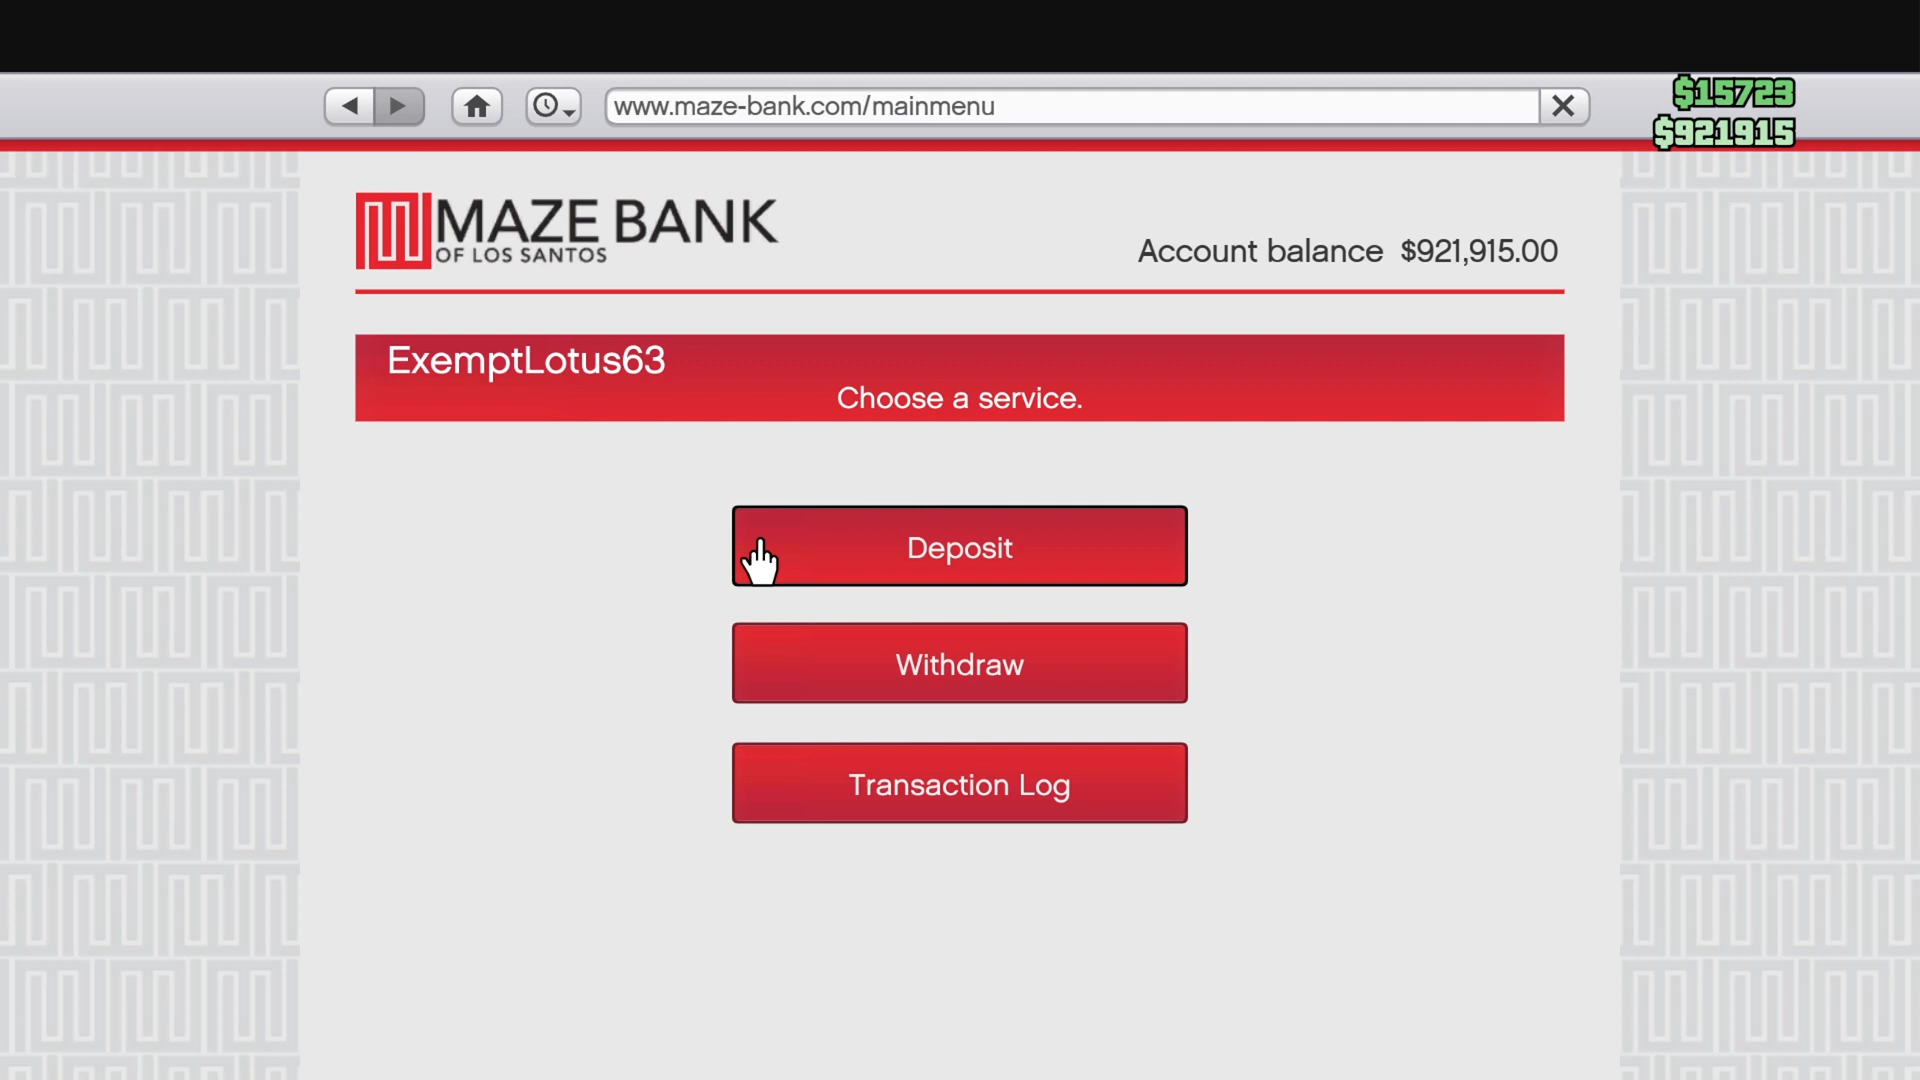 www.maze-bank.com/mainmenu
$15723
$921915
MAZE BANK
OF LOS SANTOS
Account balance $921,915.00
ExemptLotus63
Choose a service.
Deposit
Withdraw
Transaction Log